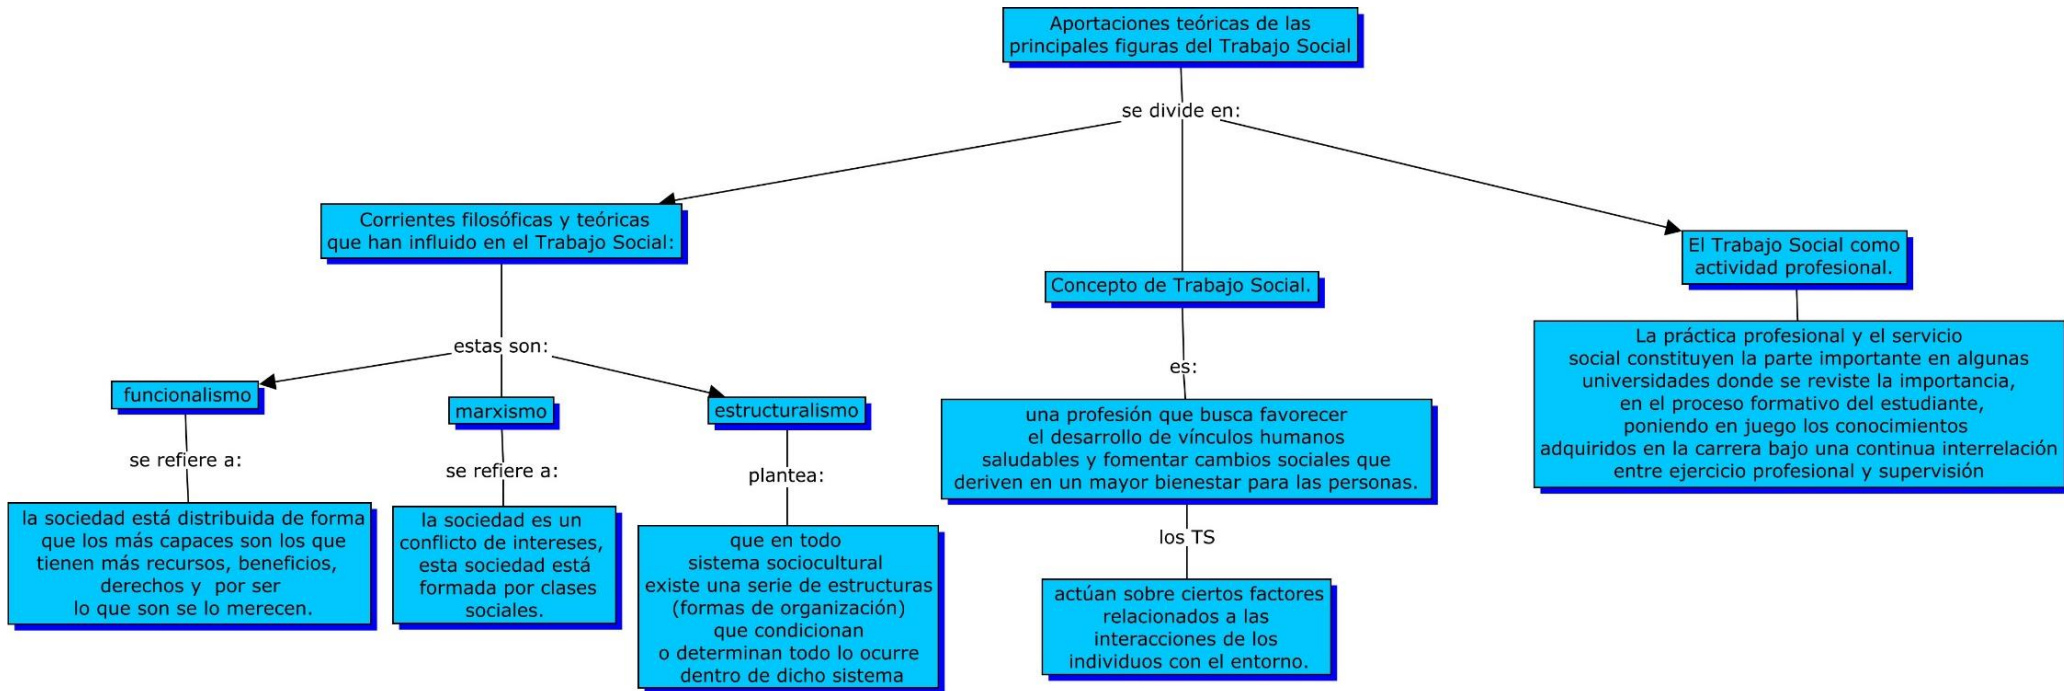 Aportaciones teóricas de las
principales figuras del Trabajo Social
se divide en:
Corrientes filosóficas y teóricas
que han influido en el Trabajo Social:
estas son:
funcionalismo
se refiere a:
la sociedad está distribuida de forma
que los más capaces son los que
tienen más recursos, beneficios,
derechos y por ser
lo que son se lo merecen.
marxismo
se refiere a:
la sociedad es un
conflicto de intereses,
esta sociedad está
formada por clases
sociales.
estructuralismo
plantea:
que en todo
sistema sociocultural
existe una serie de estructuras
(formas de organización)
que condicionan
o determinan todo lo ocurre
dentro de dicho sistema
Concepto de Trabajo Social.
es:
una profesión que busca favorecer
el desarrollo de vínculos humanos
saludables y fomentar cambios sociales que
deriven en un mayor bienestar para las personas.
los TS
actúan sobre ciertos factores
relacionados a las
interacciones de los
individuos con el entorno.
El Trabajo Social como
actividad profesional.
La práctica profesional y el servicio
social constituyen la parte importante en algunas
universidades donde se reviste la importancia,
en el proceso formativo del estudiante,
poniendo en juego los conocimientos
adquiridos en la carrera bajo una continua interrelación
entre ejercicio profesional y supervisión